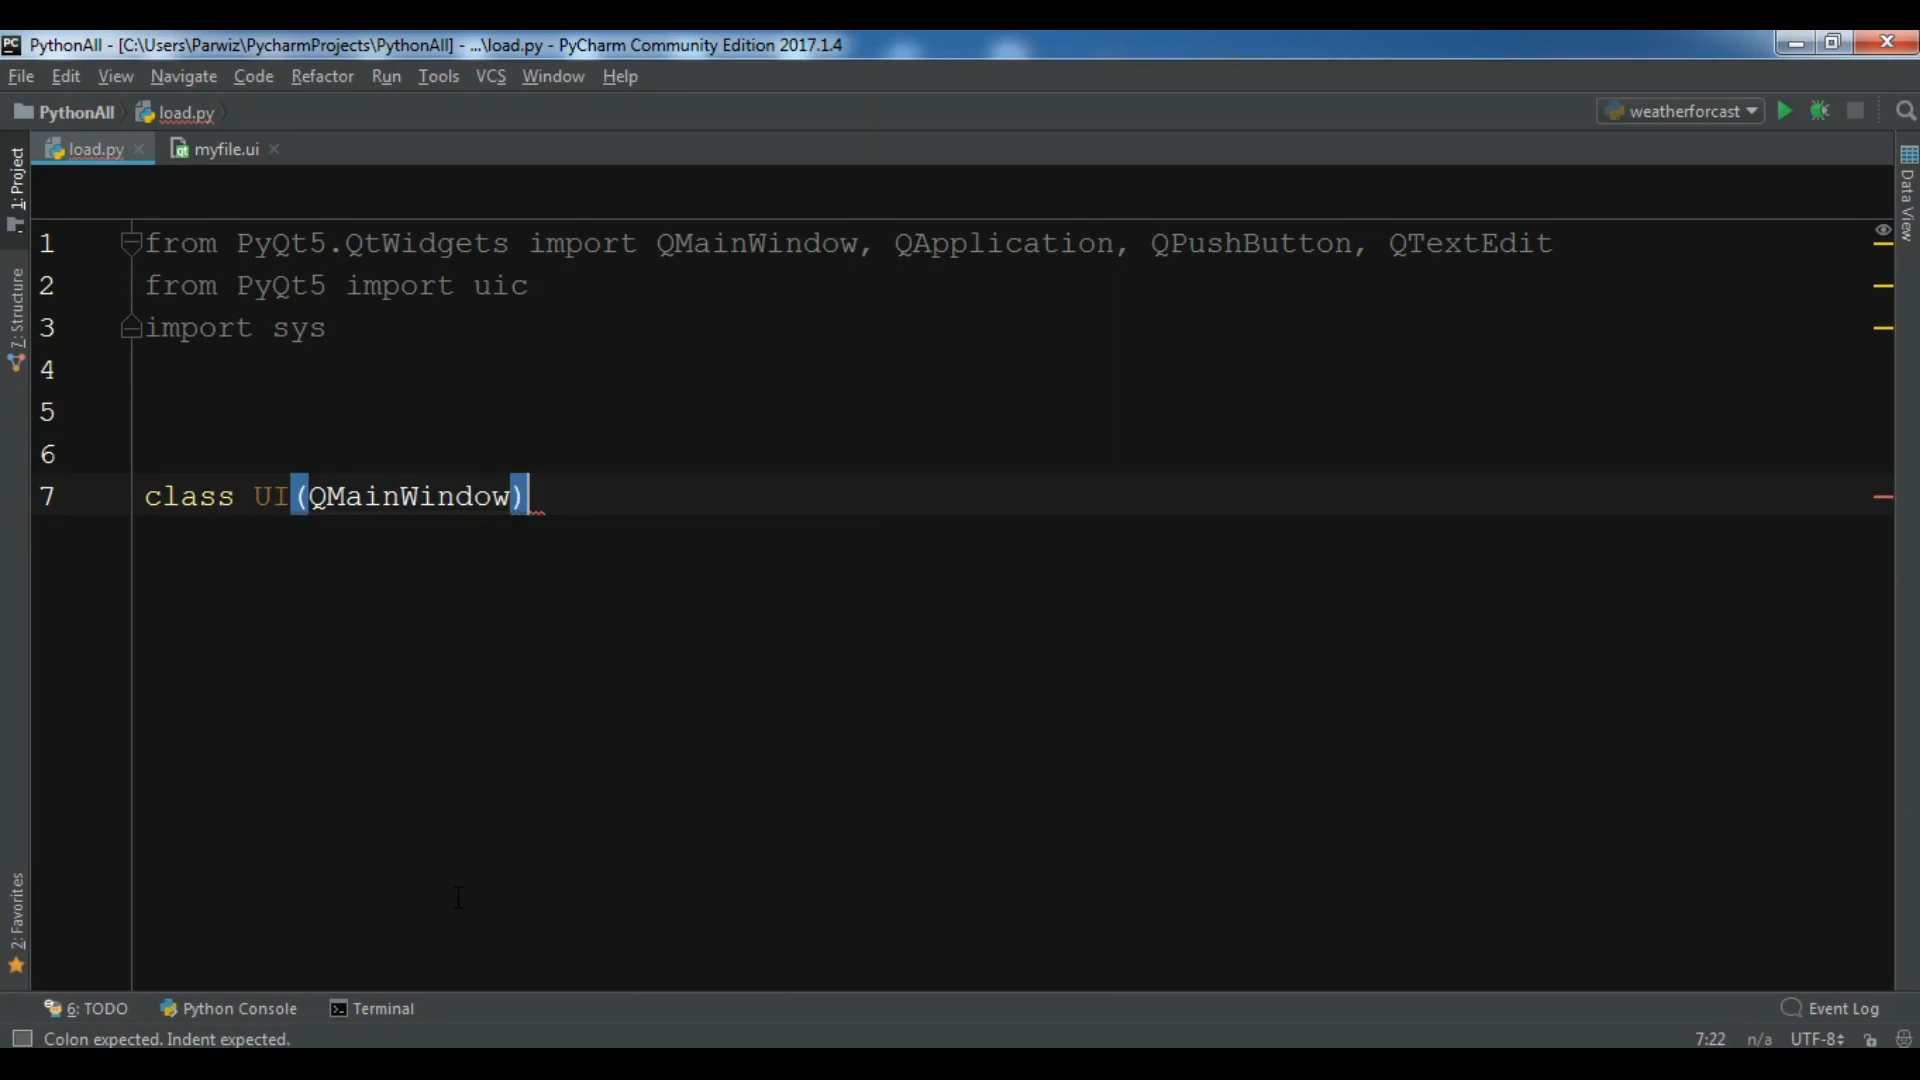 PC PythonAll - [C:\Users\Parwiz\PycharmProjects\PythonAll] - ...\load.py - PyCharm Community Edition 2017.1.4
File Edit View Navigate Code Refactor Run Tools VCS Window Help
PythonAll load.py weatherforcast
load.py myfile.ui
1: Project
7: Structure
2: Favorites
Data View
1 from PyQt5.QtWidgets import QMainWindow, QApplication, QPushButton, QTextEdit
2 from PyQt5 import uic
3 import sys
4
5
6
7 class UI(QMainWindow)
6: TODO Python Console Terminal Event Log
Colon expected. Indent expected. 7:22 n/a UTF-8